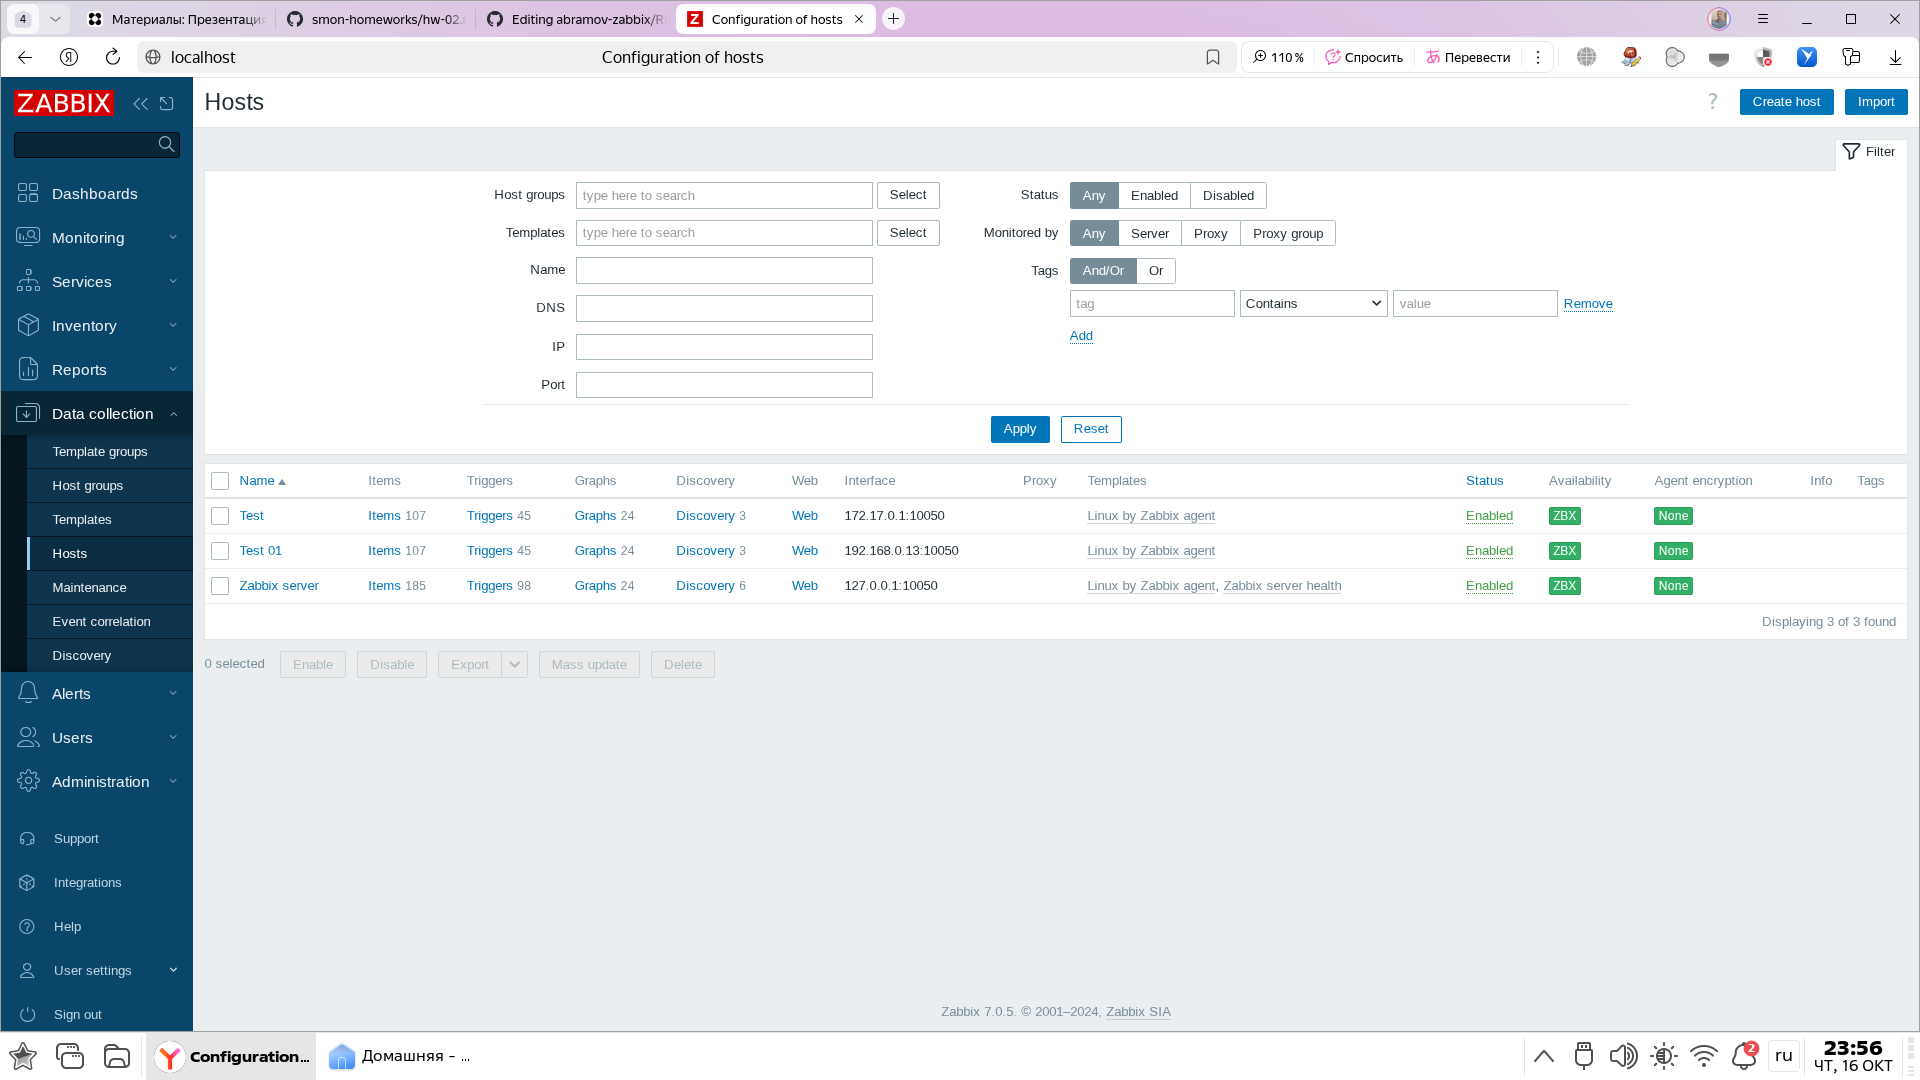 4
Материалы: Презентация
smon-homeworks/hw-02.
Editing abramov-zabbix/R
Configuration of hosts
localhost
Configuration of hosts
110 %
Спросить
Перевести
ZABBIX
Hosts
? Create host Import
Filter
Dashboards
Monitoring
Services
Inventory
Reports
Data collection
Template groups
Host groups
Templates
Hosts
Maintenance
Event correlation
Discovery
Alerts
Users
Administration
Support
Integrations
Help
User settings
Sign out
Host groups type here to search Select
Templates type here to search Select
Name
DNS
IP
Port
Status Any Enabled Disabled
Monitored by Any Server Proxy Proxy group
Tags And/Or Or
tag Contains value Remove
Add
Apply Reset
Name Items Triggers Graphs Discovery Web Interface Proxy Templates Status Availability Agent encryption Info Tags
Test Items 107 Triggers 45 Graphs 24 Discovery 3 Web 172.17.0.1:10050 Linux by Zabbix agent Enabled ZBX None
Test 01 Items 107 Triggers 45 Graphs 24 Discovery 3 Web 192.168.0.13:10050 Linux by Zabbix agent Enabled ZBX None
Zabbix server Items 185 Triggers 98 Graphs 24 Discovery 6 Web 127.0.0.1:10050 Linux by Zabbix agent, Zabbix server health Enabled ZBX None
Displaying 3 of 3 found
0 selected Enable Disable Export Mass update Delete
Zabbix 7.0.5. © 2001–2024, Zabbix SIA
Configuration...
Домашняя – ...
2
ru
23:56
ЧТ, 16 ОКТ